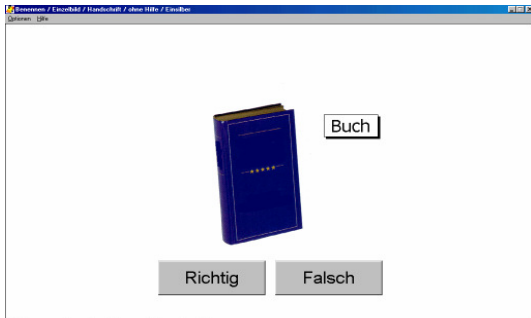 Benennen / Einzelbild / Handschrift / ohne Hilfe / Einsilber
Optionen Hilfe
Buch
Richtig Falsch